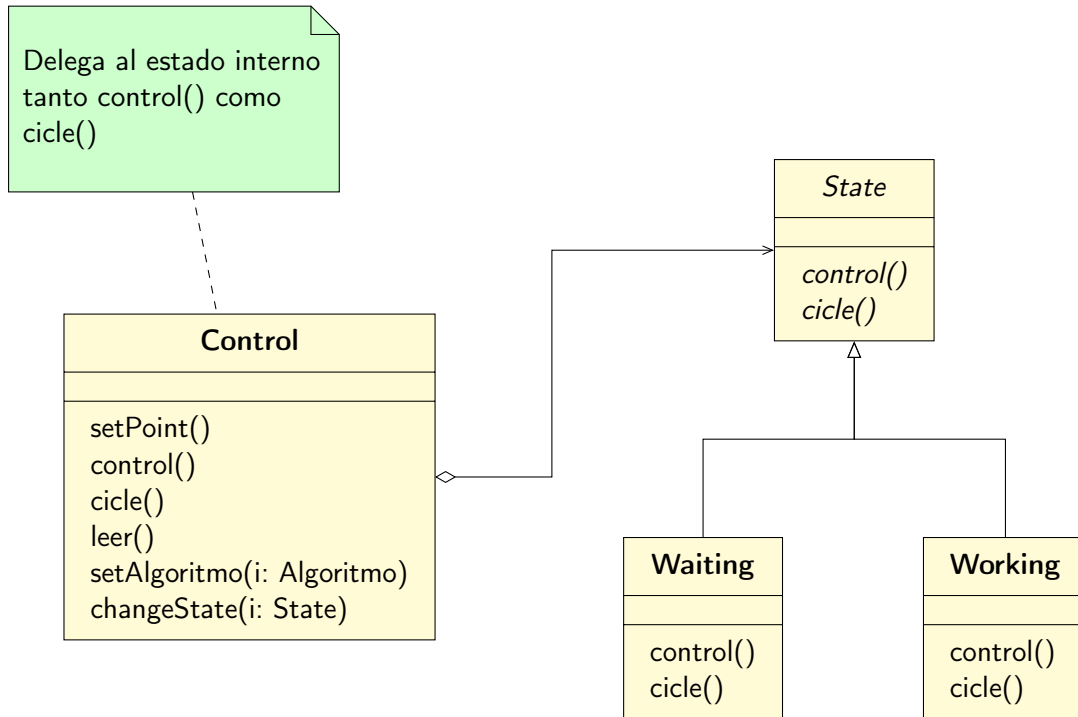 Delega al estado interno
tanto control() como
cicle()
State
control()
cicle()
Control
setPoint()
control()
cicle()
leer()
setAlgoritmo(i: Algoritmo)
changeState(i: State)
Waiting
control()
cicle()
Working
control()
cicle()